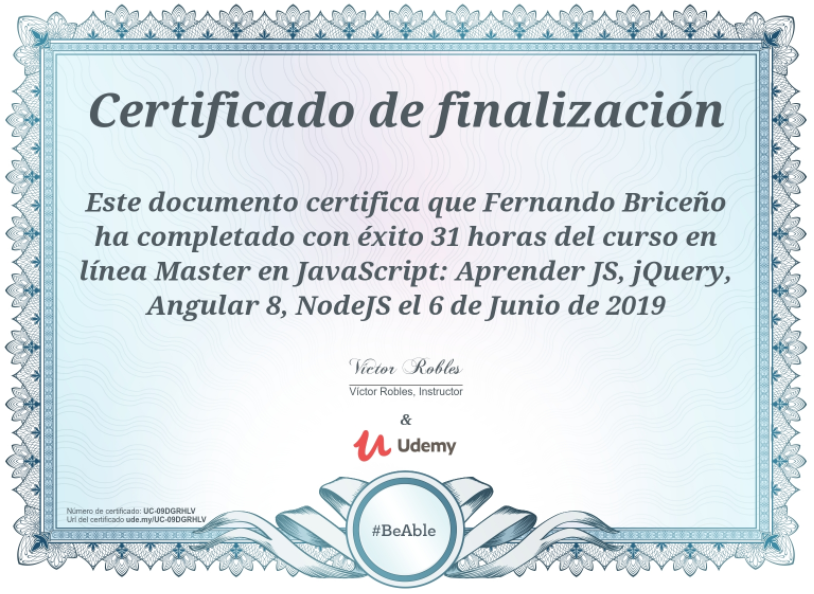 Certificado de finalización
Este documento certifica que Fernando Briceño
ha completado con éxito 31 horas del curso en
línea Master en JavaScript: Aprender JS, jQuery,
Angular 8, NodeJS el 6 de Junio de 2019
Victor Robles
Víctor Robles, Instructor
&
Udemy
Número de certificado: UC-09DGRHLV
Url del certificado ude.my/UC-09DGRHLV
#BeAble